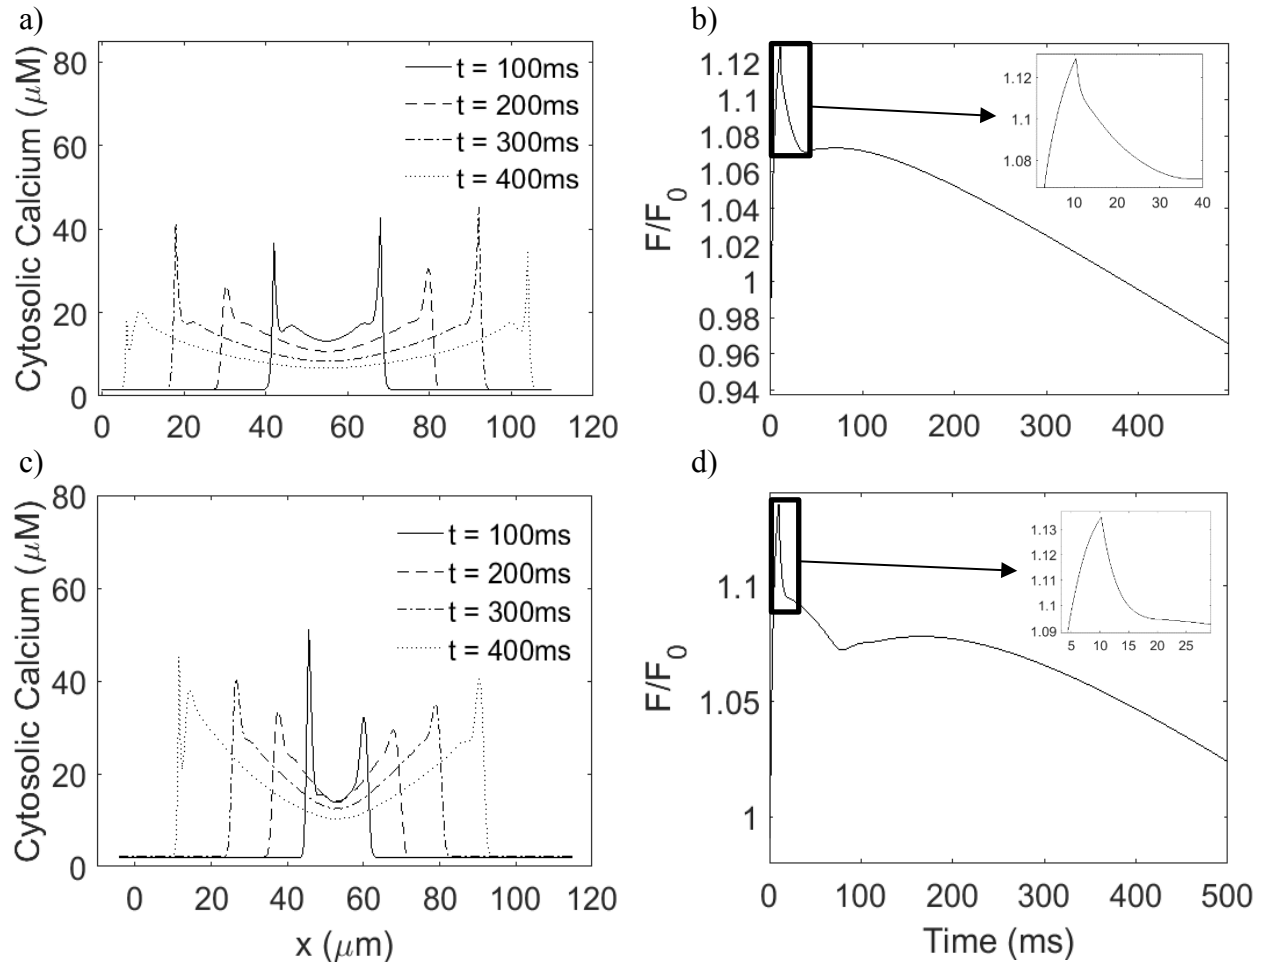 a)
Cytosolic Calcium (μM)
80
60
40
20
0
t = 100ms
t = 200ms
t = 300ms
t = 400ms
0 20 40 60 80 100 120
b)
F/F0
1.12
1.1
1.08
1.06
1.04
1.02
1
0.98
0.96
0.94
0 100 200 300 400
1.12
1.1
1.08
10 20 30 40
c)
Cytosolic Calcium (μM)
80
60
40
20
0
t = 100ms
t = 200ms
t = 300ms
t = 400ms
0 20 40 60 80 100 120
x (μm)
d)
F/F0
1.1
1.05
1
0 100 200 300 400 500
Time (ms)
1.13
1.12
1.11
1.1
1.09
5 10 15 20 25